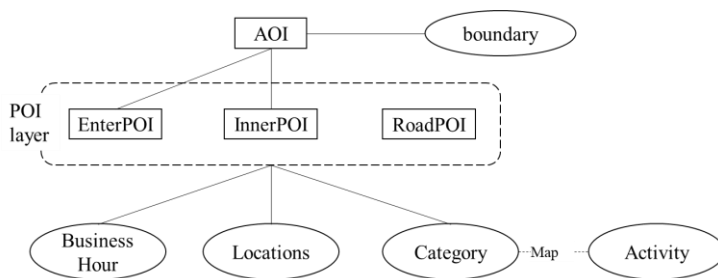 AOI
boundary
POI
layer
EnterPOI
InnerPOI
RoadPOI
Business
Hour
Locations
Category
Map
Activity